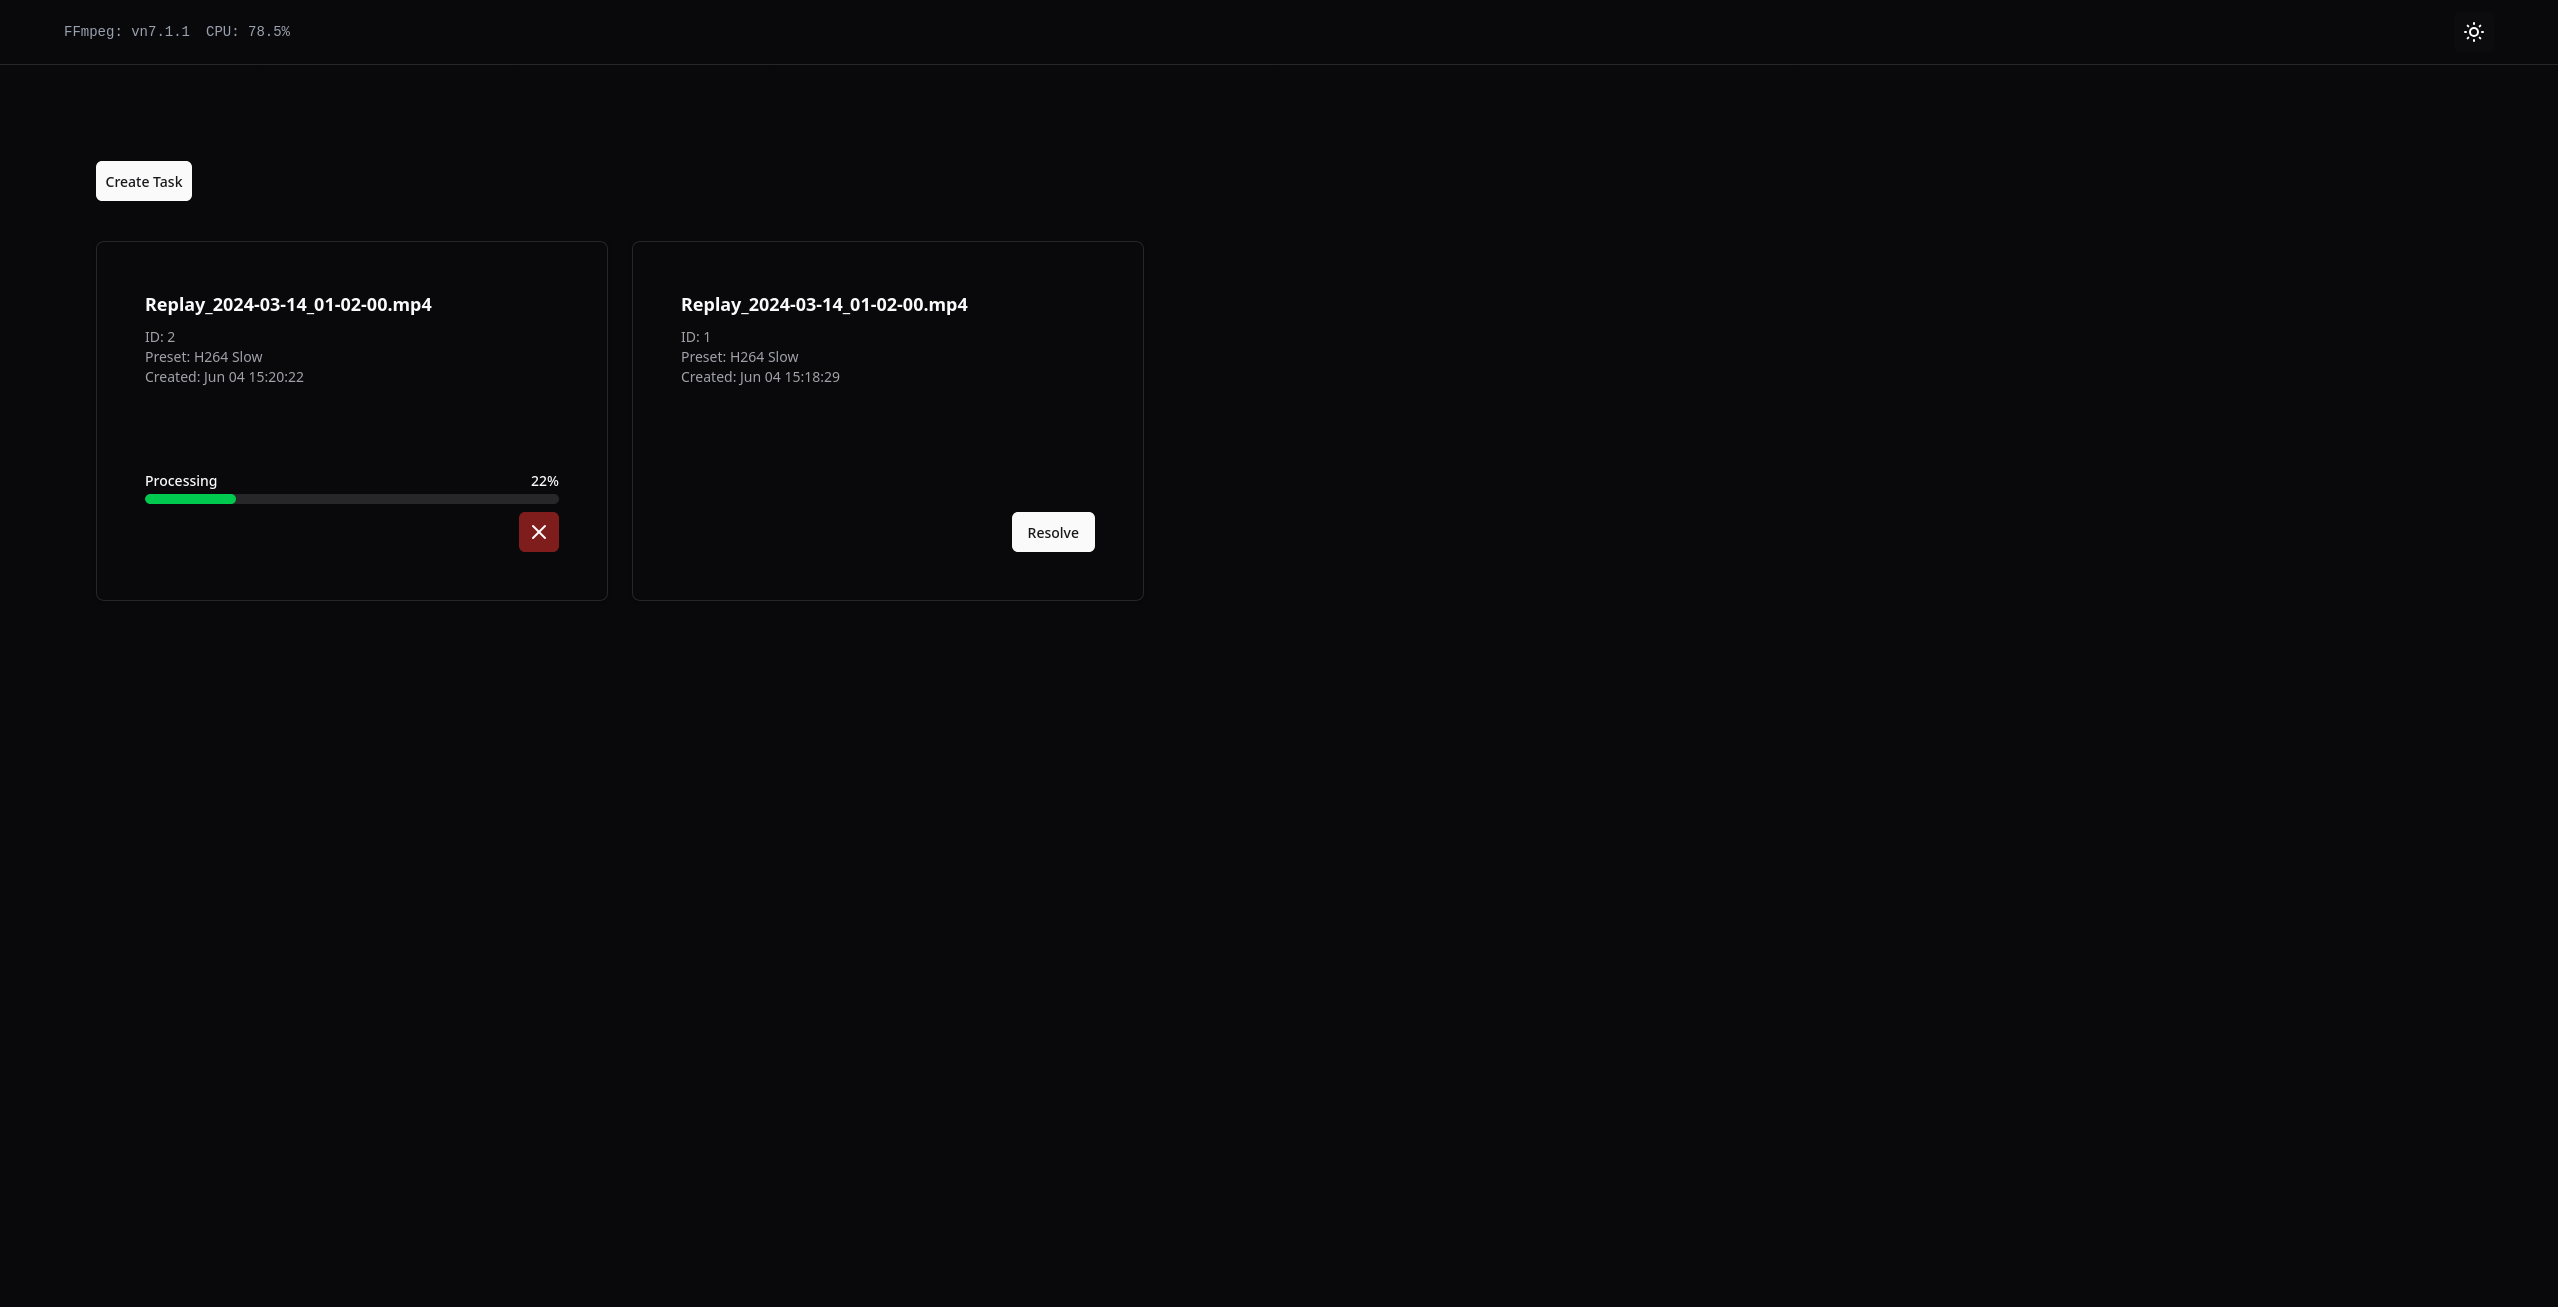 FFmpeg: vn7.1.1 CPU: 78.5%
Create Task
Replay_2024-03-14_01-02-00.mp4
ID: 2
Preset: H264 Slow
Created: Jun 04 15:20:22
Processing 22%
Replay_2024-03-14_01-02-00.mp4
ID: 1
Preset: H264 Slow
Created: Jun 04 15:18:29
Resolve